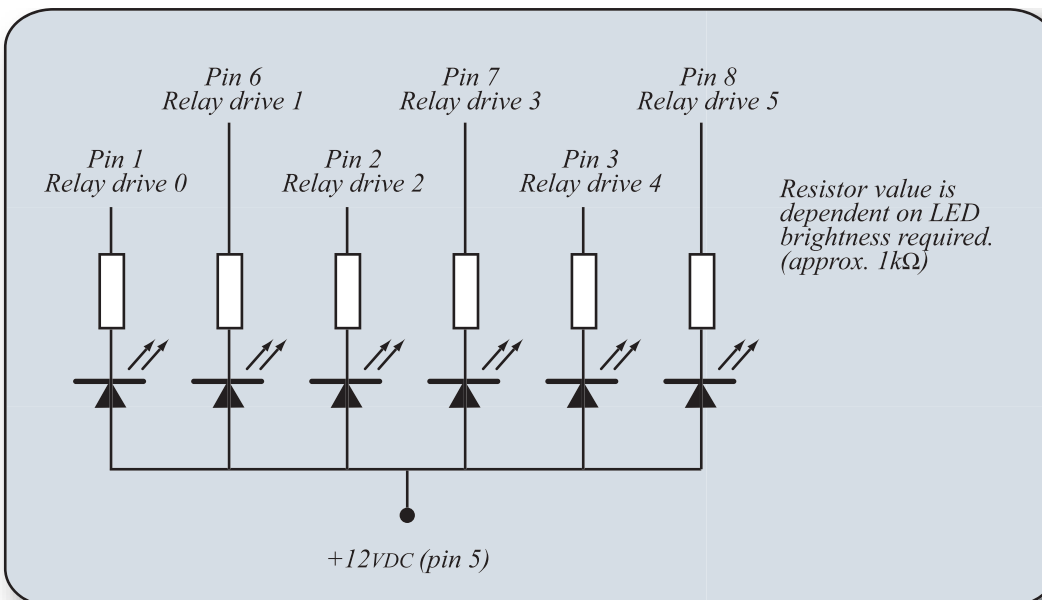 Pin 6
Relay drive 1
Pin 7
Relay drive 3
Pin 8
Relay drive 5
Pin 1
Relay drive 0
Pin 2
Relay drive 2
Pin 3
Relay drive 4
Resistor value is
dependent on LED
brightness required.
(approx. 1kΩ)
+12VDC (pin 5)